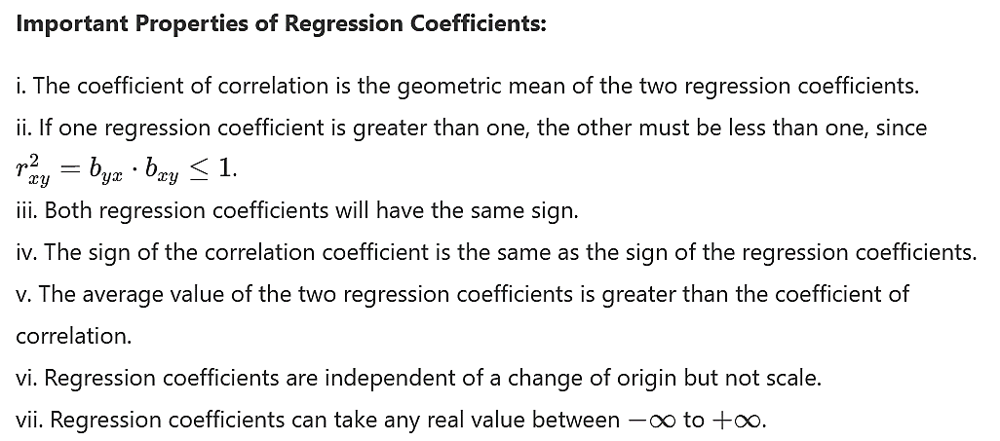 Important Properties of Regression Coefficients:
i. The coefficient of correlation is the geometric mean of the two regression coefficients.
ii. If one regression coefficient is greater than one, the other must be less than one, since
$r_{xy}^2 = b_{yx} \cdot b_{xy} \leq 1$.
iii. Both regression coefficients will have the same sign.
iv. The sign of the correlation coefficient is the same as the sign of the regression coefficients.
v. The average value of the two regression coefficients is greater than the coefficient of
correlation.
vi. Regression coefficients are independent of a change of origin but not scale.
vii. Regression coefficients can take any real value between $-\infty$ to $+\infty$.